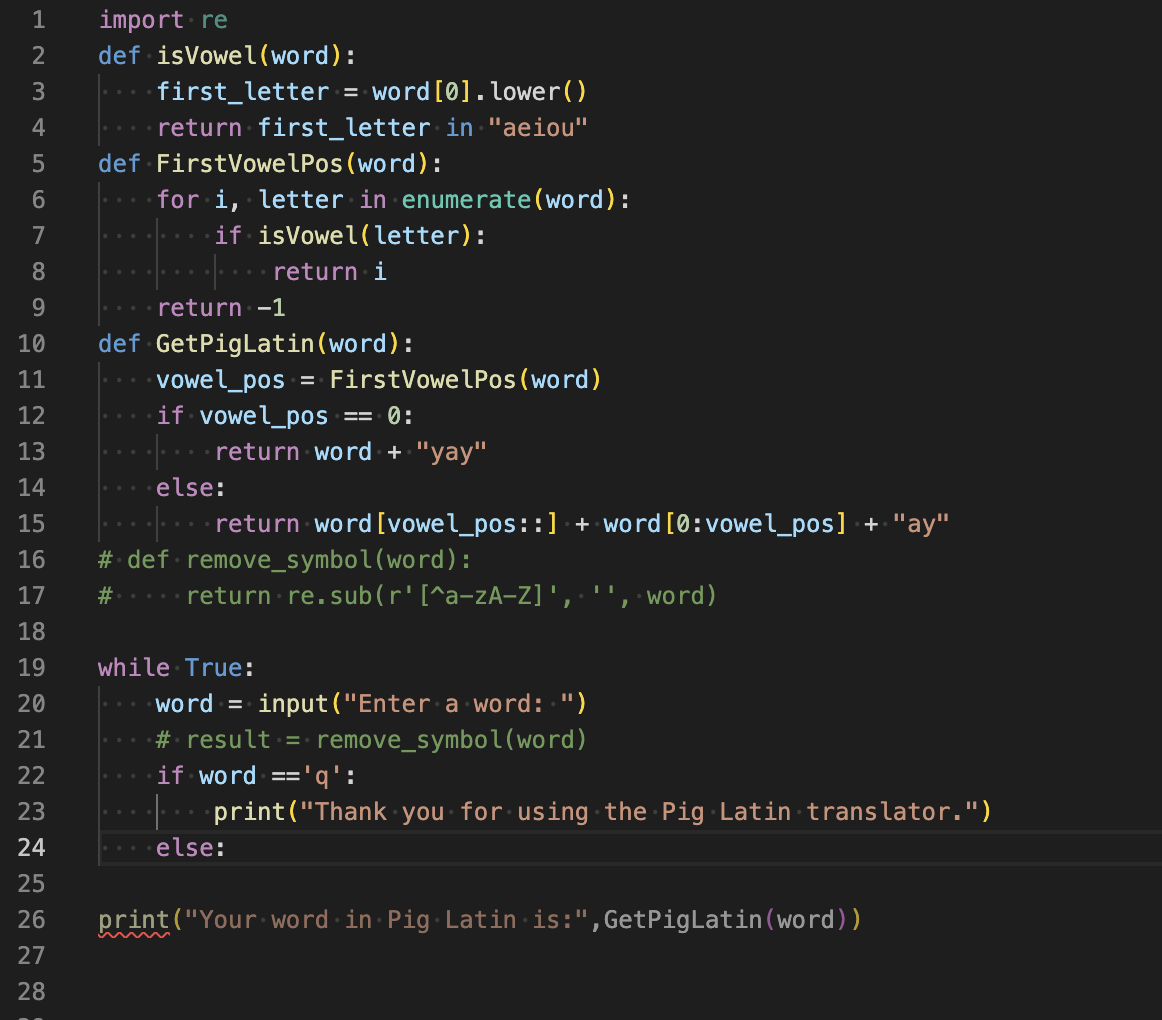 1 import re
2 def isVowel(word):
3     first_letter = word[0].lower()
4     return first_letter in "aeiou"
5 def FirstVowelPos(word):
6     for i, letter in enumerate(word):
7         if isVowel(letter):
8             return i
9     return -1
10 def GetPigLatin(word):
11     vowel_pos = FirstVowelPos(word)
12     if vowel_pos == 0:
13         return word + "yay"
14     else:
15         return word[vowel_pos::] + word[0:vowel_pos] + "ay"
16 # def remove_symbol(word):
17 #     return re.sub(r'[^a-zA-Z]', '', word)
18
19 while True:
20     word = input("Enter a word: ")
21     # result = remove_symbol(word)
22     if word =='q':
23         print("Thank you for using the Pig Latin translator.")
24     else:
25
26 print("Your word in Pig Latin is:",GetPigLatin(word))
27
28